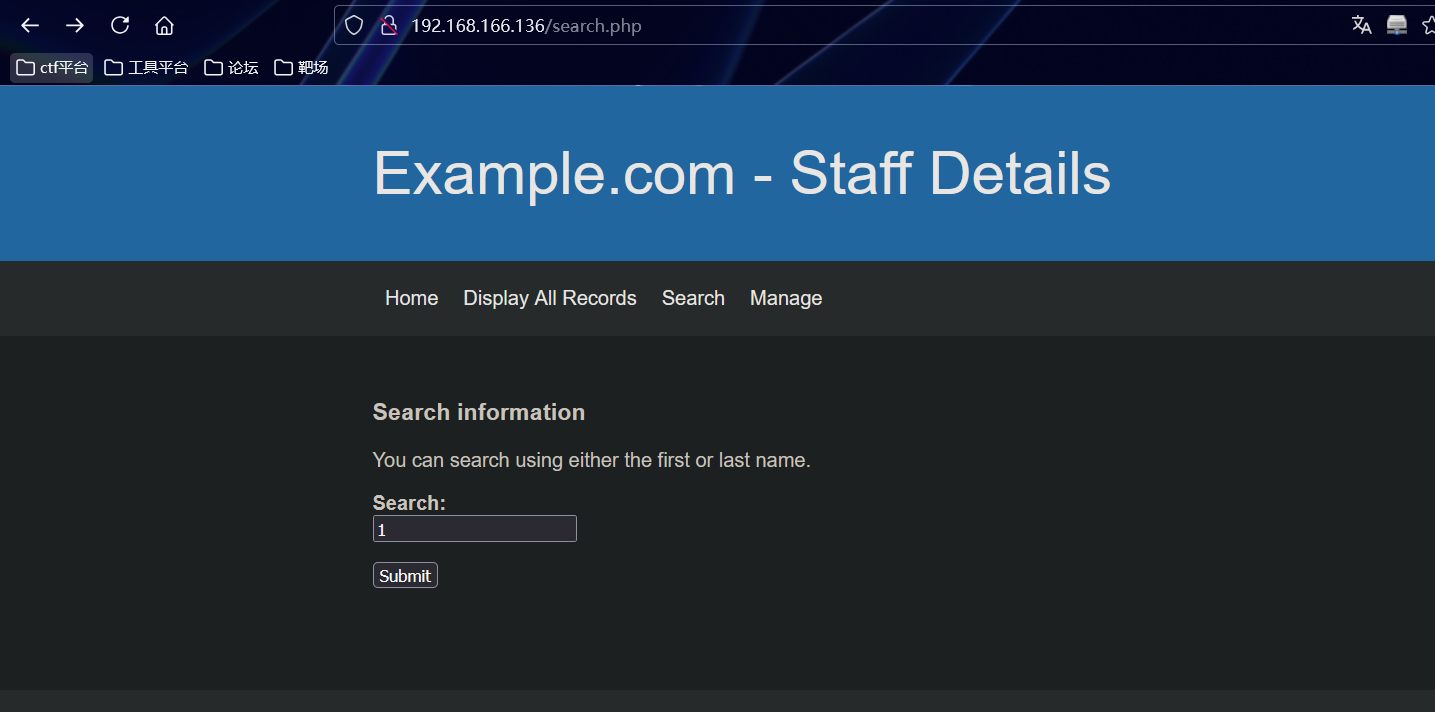 192.168.166.136/search.php
ctf平台 工具平台 论坛 靶场
Example.com - Staff Details
Home Display All Records Search Manage
Search information
You can search using either the first or last name.
Search:
1
Submit